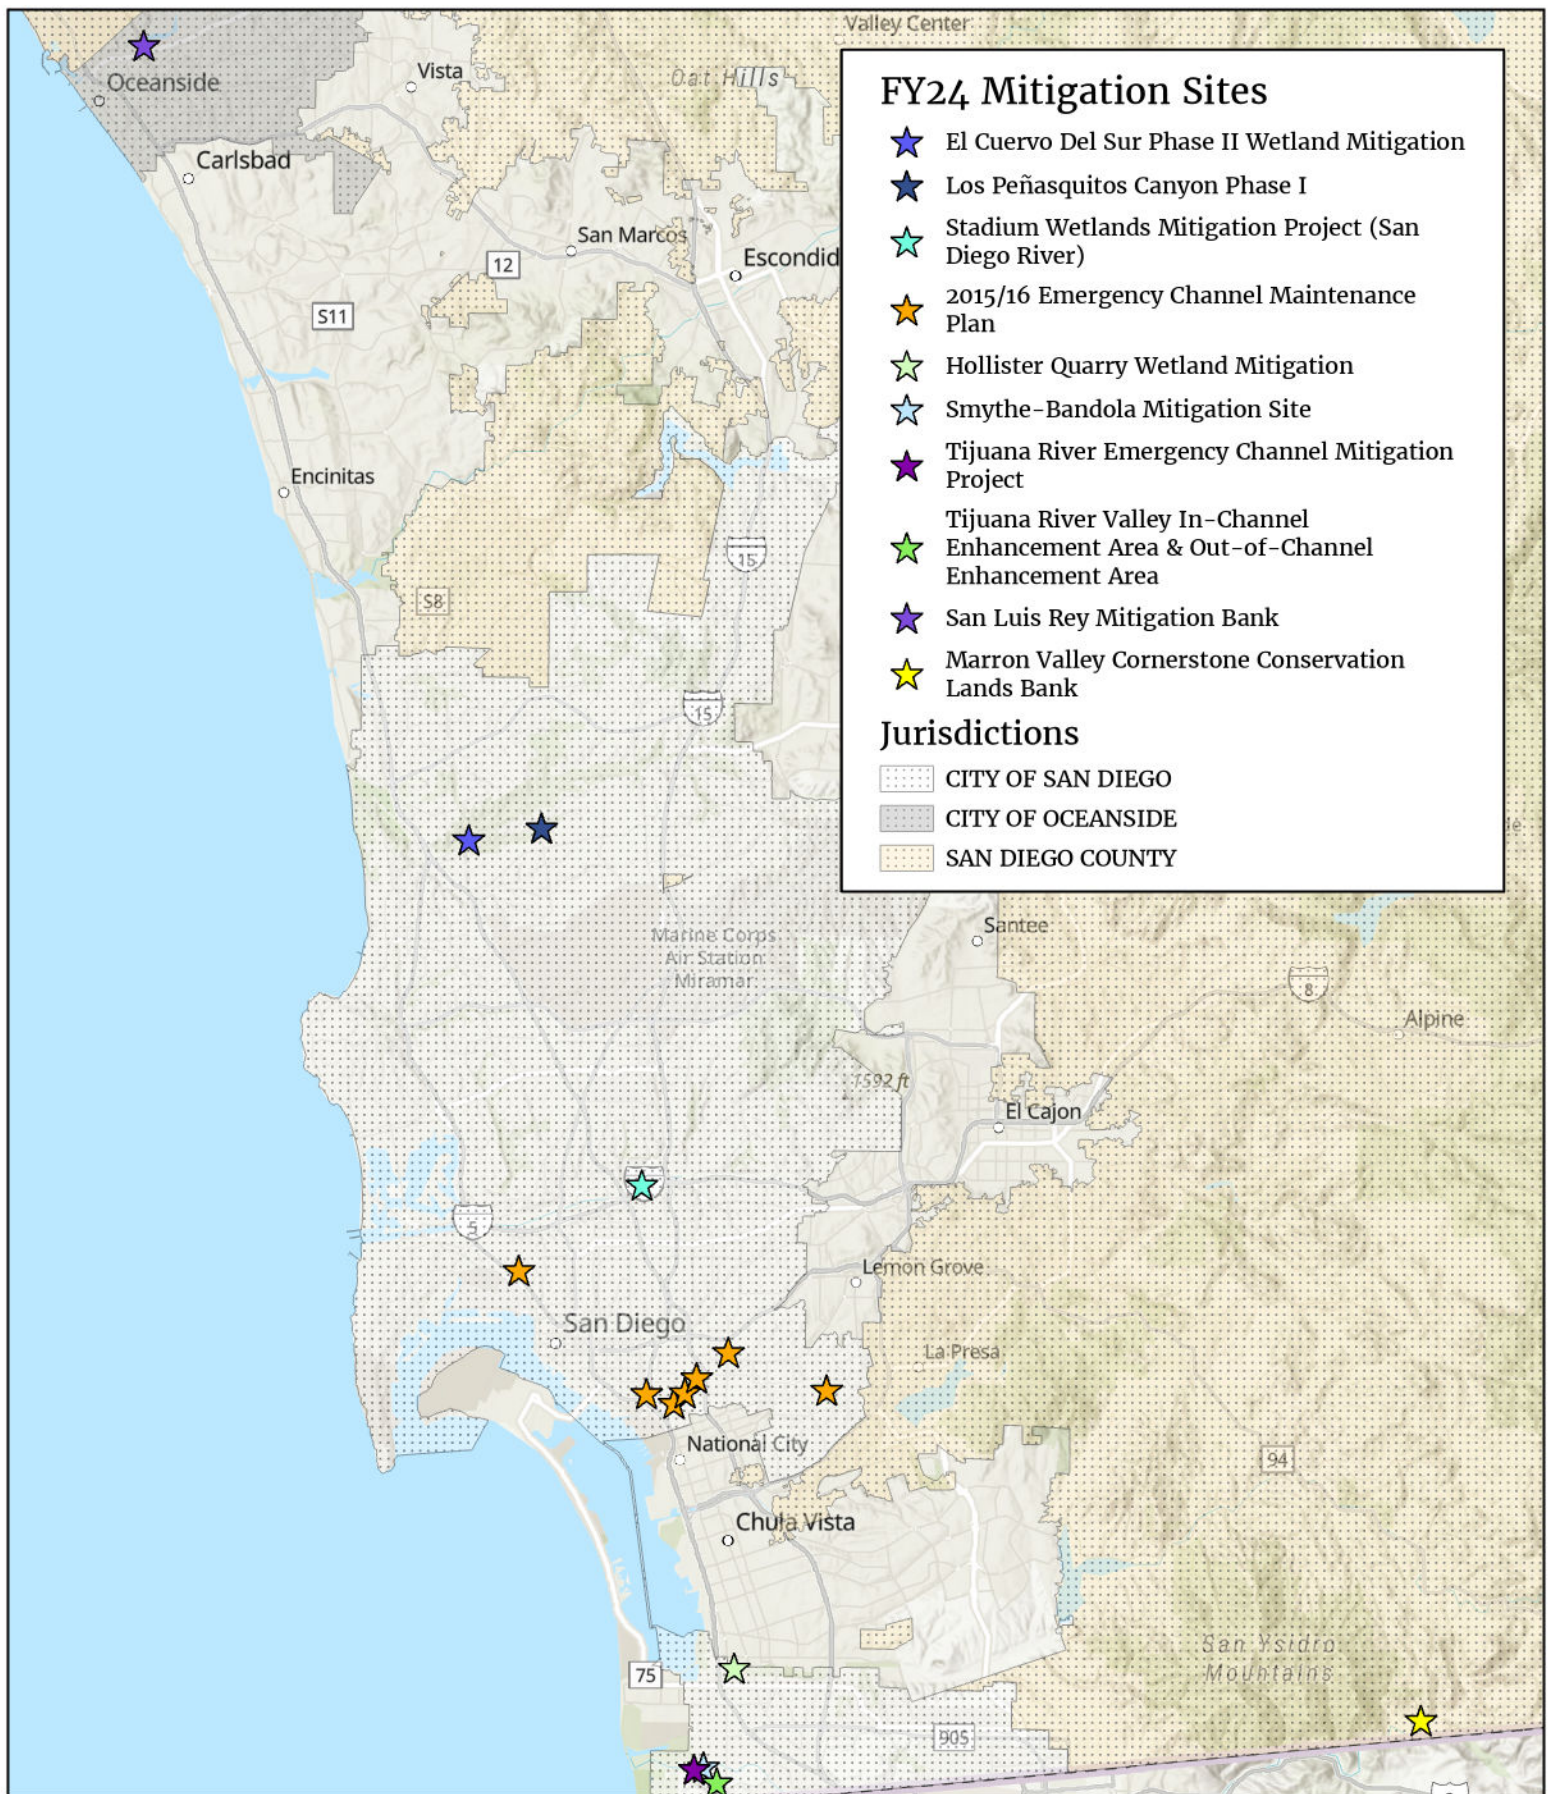 Valley Center
Oceanside
Vista
Oat Hills
Carlsbad
San Marcos
12
Escondid
S11
Encinitas
15
S8
15
Marine Corps
Air Station
Miramar
Santee
8
Alpine
1592 ft
El Cajon
5
Lemon Grove
San Diego
La Presa
National City
94
Chula Vista
San Ysidro
Mountains
75
905
FY24 Mitigation Sites
El Cuervo Del Sur Phase II Wetland Mitigation
Los Peñasquitos Canyon Phase I
Stadium Wetlands Mitigation Project (San
Diego River)
2015/16 Emergency Channel Maintenance
Plan
Hollister Quarry Wetland Mitigation
Smythe-Bandola Mitigation Site
Tijuana River Emergency Channel Mitigation
Project
Tijuana River Valley In-Channel
Enhancement Area & Out-of-Channel
Enhancement Area
San Luis Rey Mitigation Bank
Marron Valley Cornerstone Conservation
Lands Bank
Jurisdictions
CITY OF SAN DIEGO
CITY OF OCEANSIDE
SAN DIEGO COUNTY